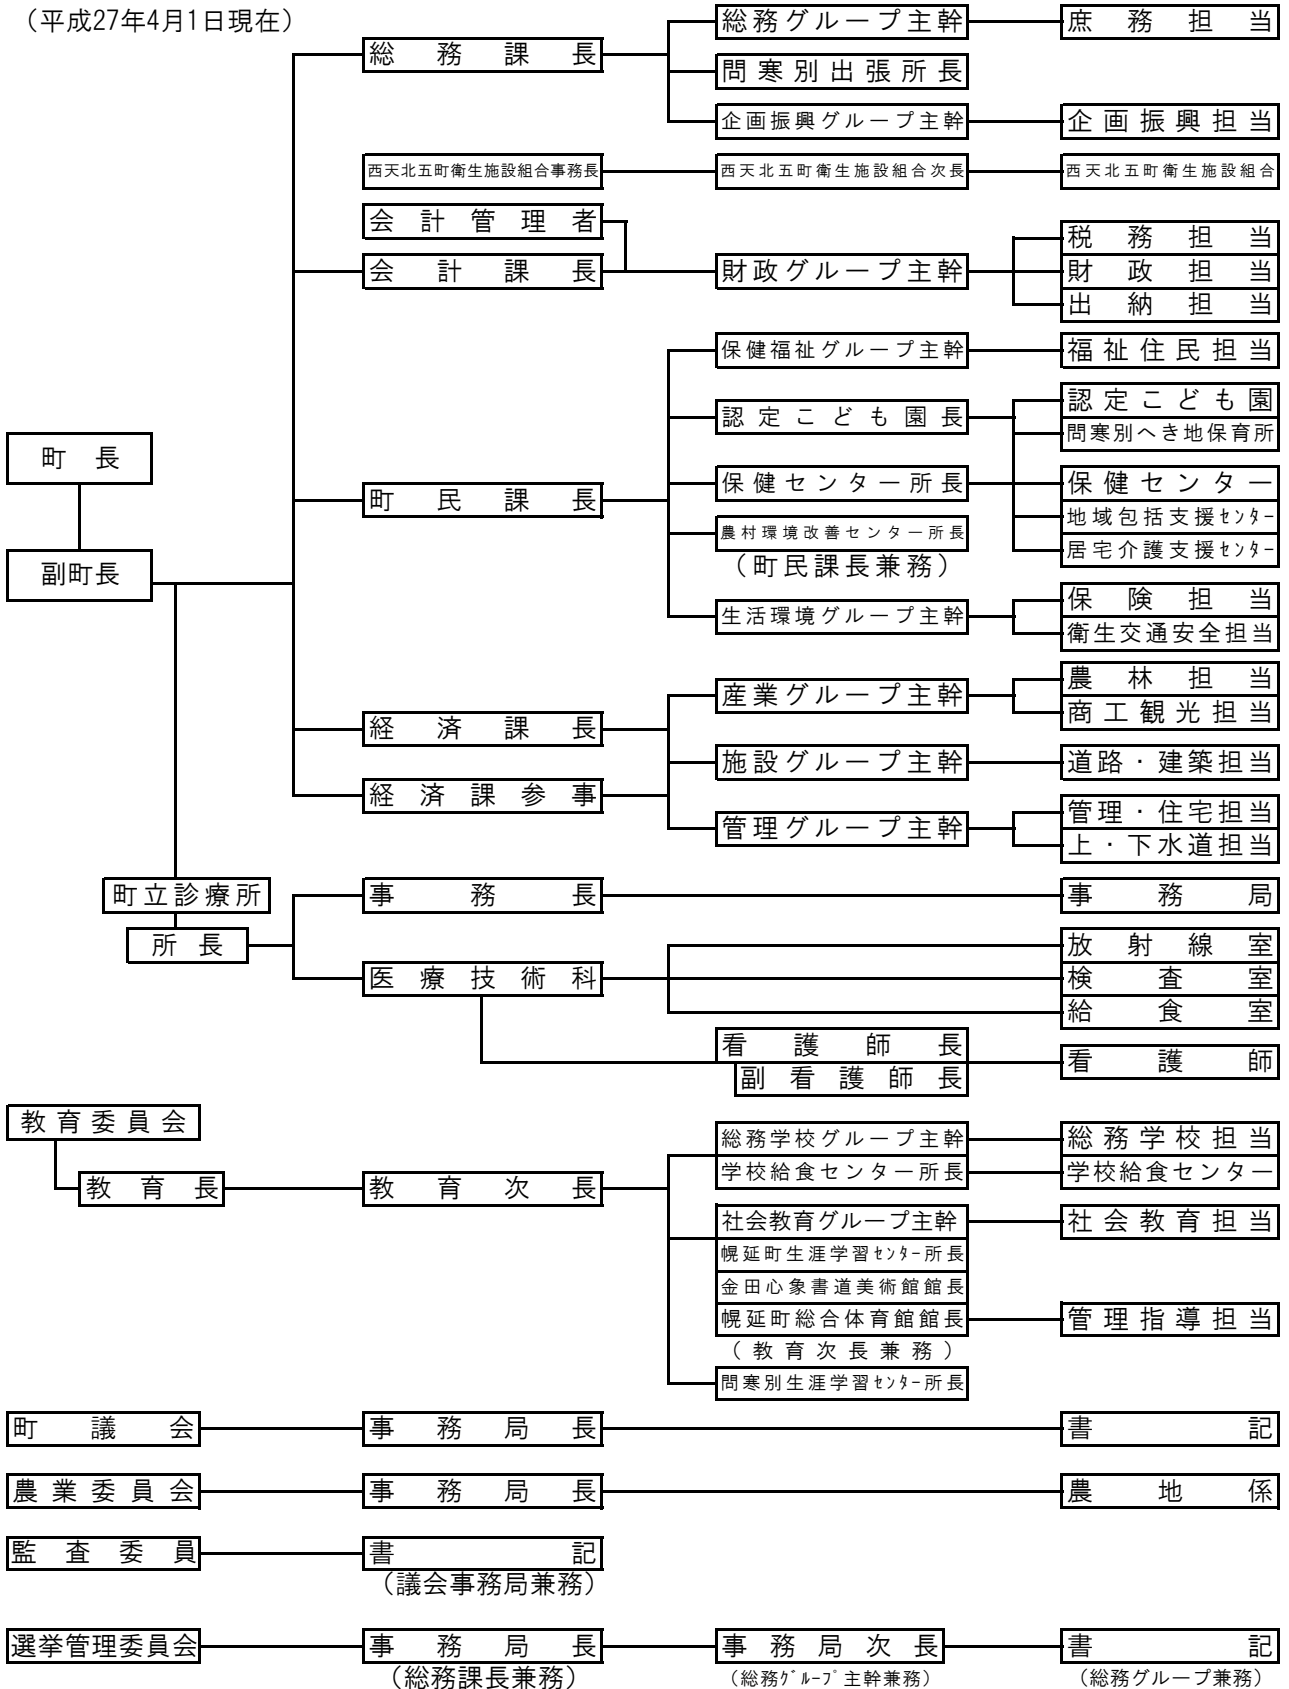 （平成27年4月1日現在）
総務グループ主幹
庶務担当
総務課長
問寒別出張所長
企画振興グループ主幹
企画振興担当
西天北五町衛生施設組合事務長
西天北五町衛生施設組合次長
西天北五町衛生施設組合
会計管理者
税務担当
会計課長
財政グループ主幹
財政担当
出納担当
保健福祉グループ主幹
福祉住民担当
認定こども園長
認定こども園
問寒別へき地保育所
町長
町民課長
保健センター所長
保健センター
農村環境改善センター所長
（町民課長兼務）
地域包括支援ｾﾝﾀｰ
居宅介護支援ｾﾝﾀｰ
副町長
生活環境グループ主幹
保険担当
衛生交通安全担当
産業グループ主幹
農林担当
商工観光担当
経済課長
施設グループ主幹
道路・建築担当
経済課参事
管理グループ主幹
管理・住宅担当
上・下水道担当
町立診療所
事務長
事務局
所長
放射線室
医療技術科
検査室
給食室
看護師長
看護師
副看護師長
教育委員会
総務学校グループ主幹
総務学校担当
教育長
教育次長
学校給食センター所長
学校給食センター
社会教育グループ主幹
社会教育担当
幌延町生涯学習ｾﾝﾀｰ所長
金田心象書道美術館館長
幌延町総合体育館館長
管理指導担当
（教育次長兼務）
問寒別生涯学習ｾﾝﾀｰ所長
町議会
事務局長
書記
農業委員会
事務局長
農地係
監査委員
書記
（議会事務局兼務）
選挙管理委員会
事務局長
事務局次長
書記
（総務課長兼務）
（総務ｸﾞﾙｰﾌﾟ主幹兼務）
（総務グループ兼務）